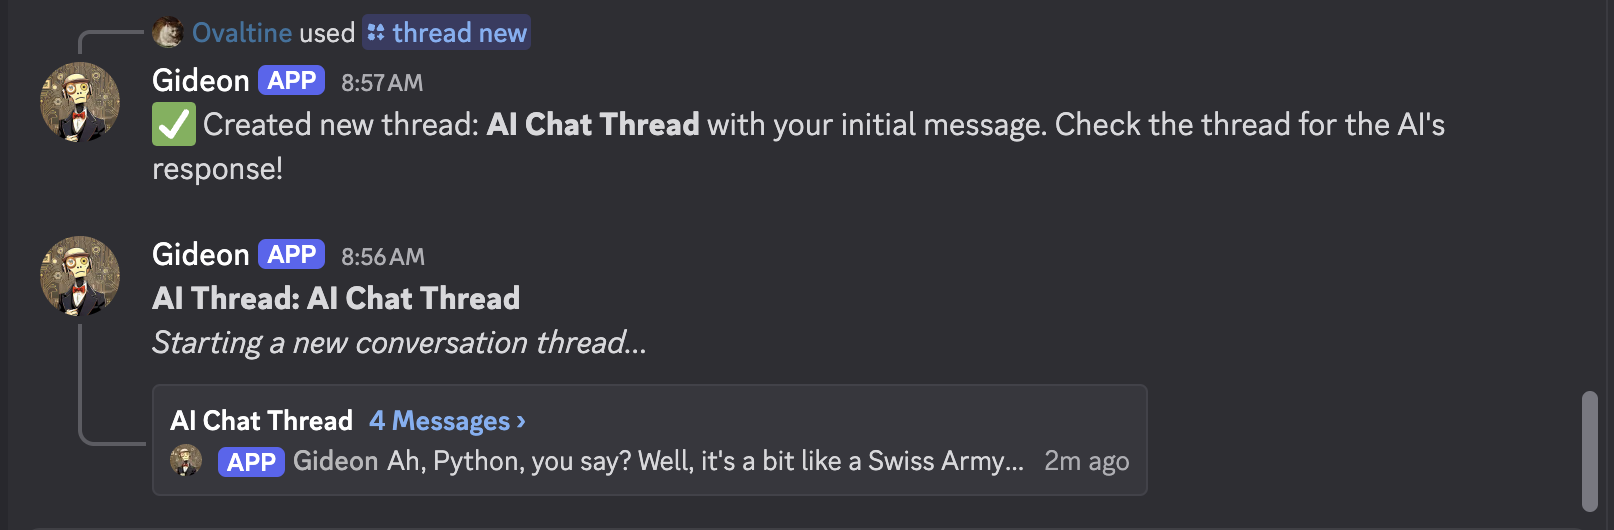 Ovaltine used thread new
Gideon APP 8:57 AM
✅ Created new thread: AI Chat Thread with your initial message. Check the thread for the AI's
response!
Gideon APP 8:56 AM
AI Thread: AI Chat Thread
Starting a new conversation thread...
AI Chat Thread 4 Messages ›
APP Gideon Ah, Python, you say? Well, it's a bit like a Swiss Army... 2m ago